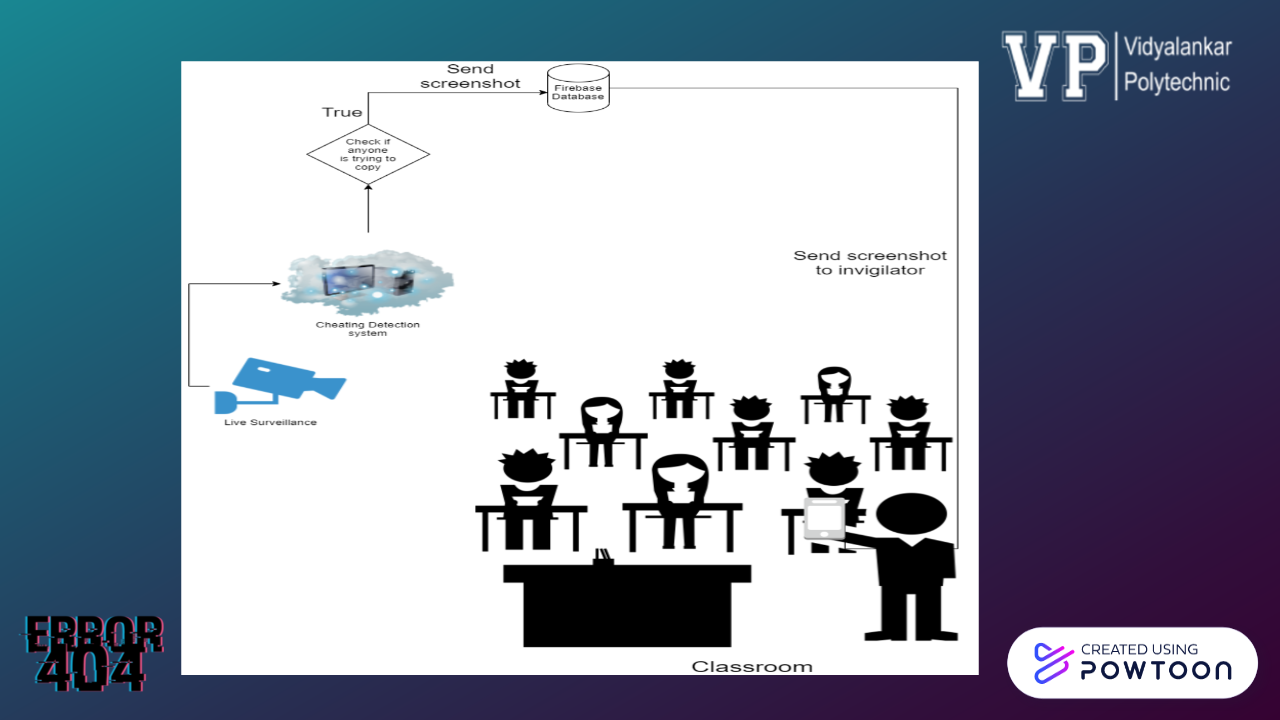 VP
Vidyalankar
Polytechnic
Send
screenshot
Firebase
Database
True
Check if
anyone
is trying to
copy
Send screenshot
to invigilator
Cheating Detection
system
Live Surveillance
Classroom
ERROR
404
CREATED USING
POWTOON